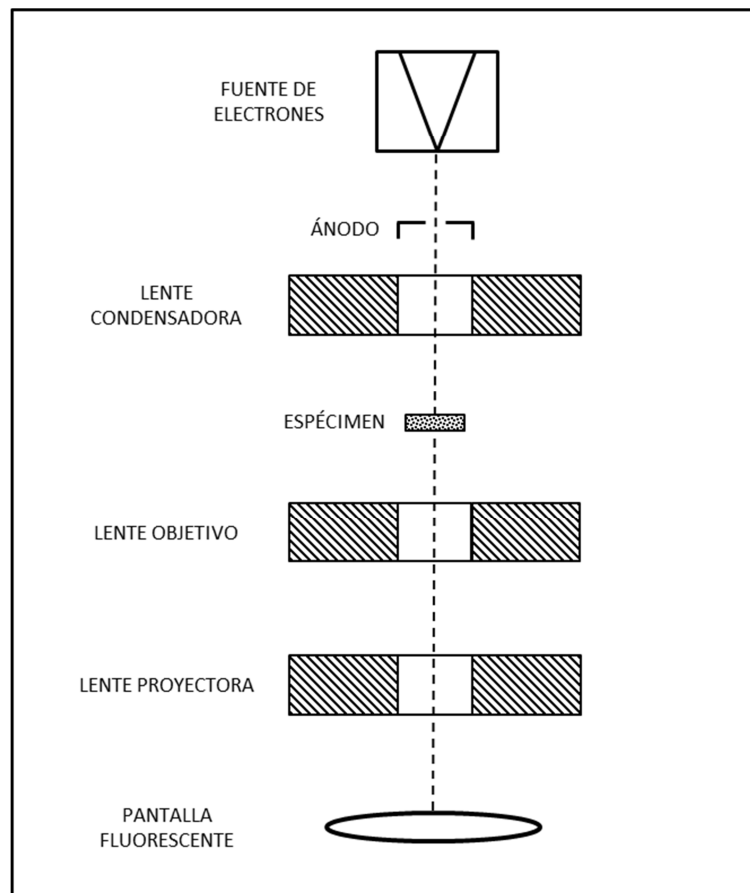 FUENTE DE
ELECTRONES
ÁNODO
LENTE
CONDENSADORA
ESPÉCIMEN
LENTE OBJETIVO
LENTE PROYECTORA
PANTALLA
FLUORESCENTE